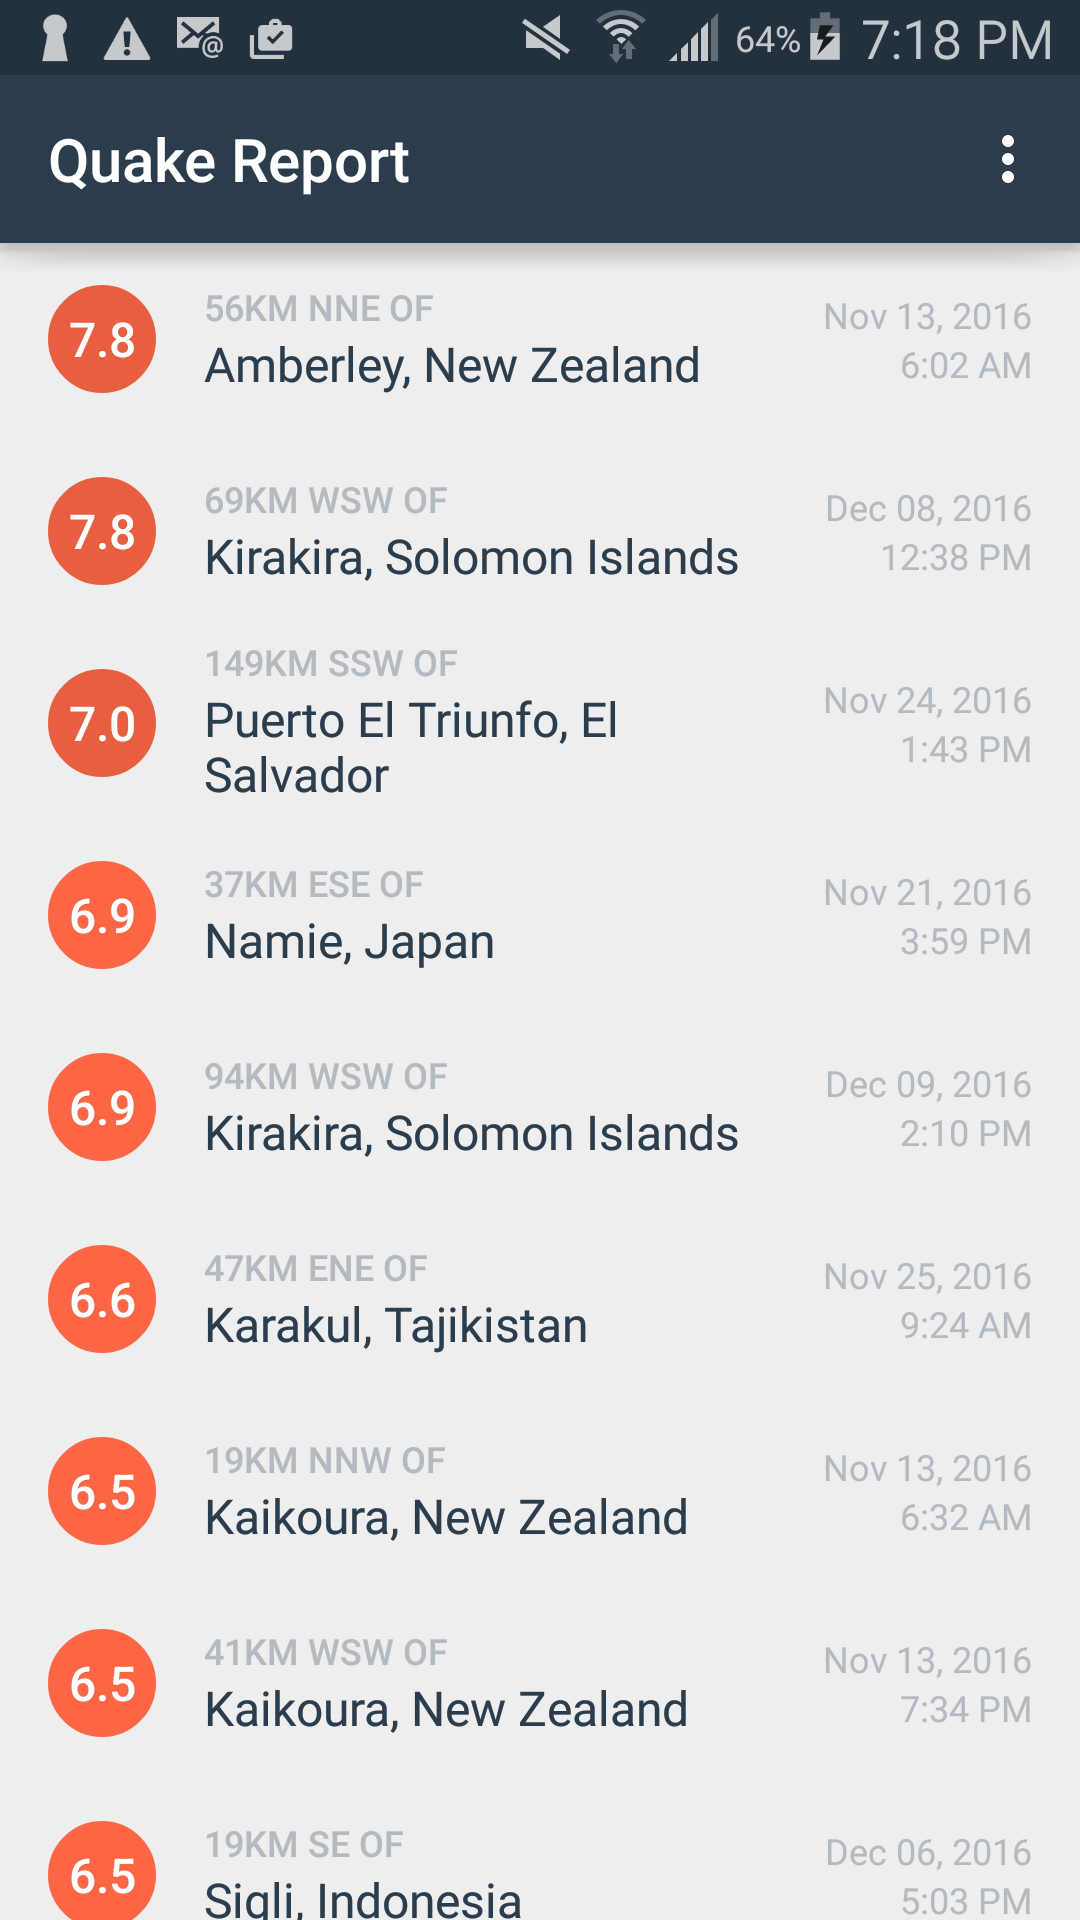 64% 7:18 PM
Quake Report
56KM NNE OF
7.8 Amberley, New Zealand
Nov 13, 2016
6:02 AM
69KM WSW OF
7.8 Kirakira, Solomon Islands
Dec 08, 2016
12:38 PM
149KM SSW OF
7.0 Puerto El Triunfo, El
Salvador
Nov 24, 2016
1:43 PM
37KM ESE OF
6.9 Namie, Japan
Nov 21, 2016
3:59 PM
94KM WSW OF
6.9 Kirakira, Solomon Islands
Dec 09, 2016
2:10 PM
47KM ENE OF
6.6 Karakul, Tajikistan
Nov 25, 2016
9:24 AM
19KM NNW OF
6.5 Kaikoura, New Zealand
Nov 13, 2016
6:32 AM
41KM WSW OF
6.5 Kaikoura, New Zealand
Nov 13, 2016
7:34 PM
19KM SE OF
6.5 Sigli, Indonesia
Dec 06, 2016
5:03 PM